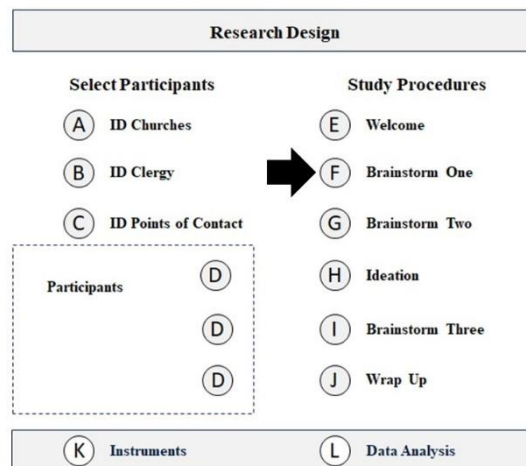 Research Design
Select Participants
A ID Churches
B ID Clergy
C ID Points of Contact
Participants
D
D
D
Study Procedures
E Welcome
F Brainstorm One
G Brainstorm Two
H Ideation
I Brainstorm Three
J Wrap Up
K Instruments
L Data Analysis